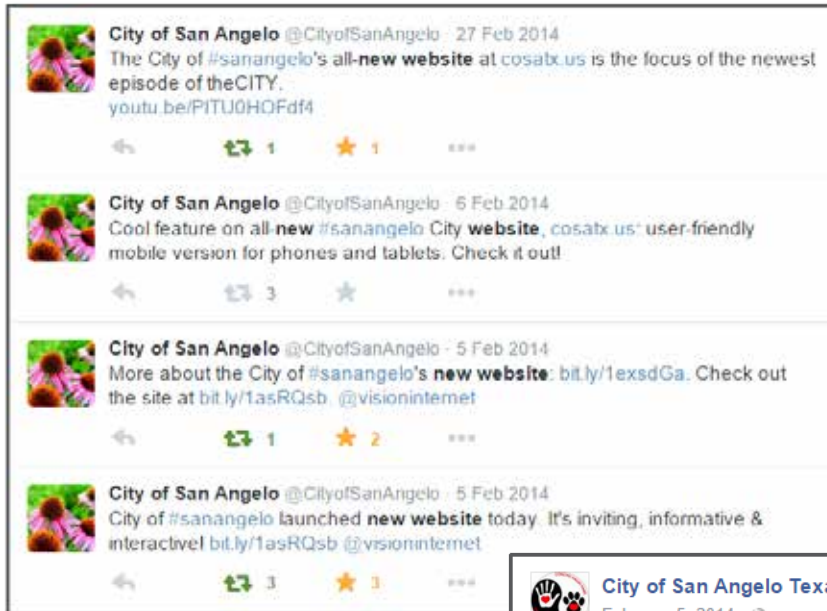 City of San Angelo @CityofSanAngelo · 27 Feb 2014
The City of #sanangelo's all-new website at cosatx.us is the focus of the newest
episode of theCITY.
youtu.be/PITU0HOFdf4
1 1
City of San Angelo @CityofSanAngelo · 6 Feb 2014
Cool feature on all-new #sanangelo City website, cosatx.us: user-friendly
mobile version for phones and tablets. Check it out!
3
City of San Angelo @CityofSanAngelo · 5 Feb 2014
More about the City of #sanangelo's new website: bit.ly/1exsdGa. Check out
the site at bit.ly/1asRQsb. @visioninternet
1 2
City of San Angelo @CityofSanAngelo · 5 Feb 2014
City of #sanangelo launched new website today. It's inviting, informative &
interactive! bit.ly/1asRQsb @visioninternet
3 3
City of San Angelo Texa